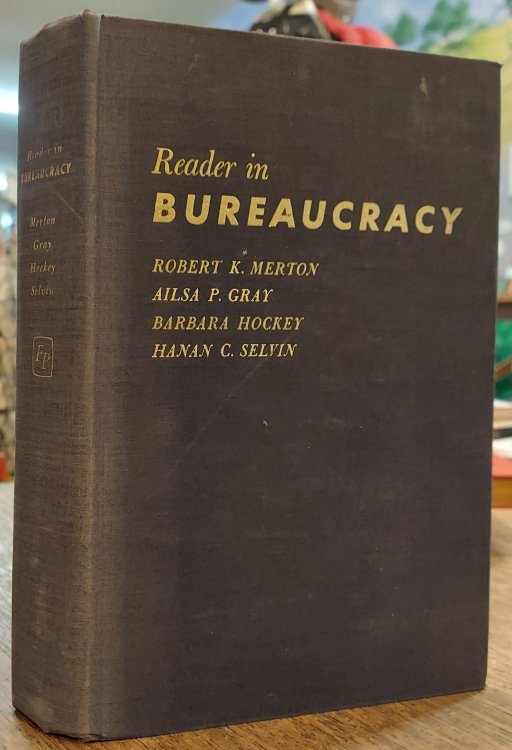 Reader in
BUREAUCRACY
ROBERT K. MERTON
AILSA P. GRAY
BARBARA HOCKEY
HANAN C. SELVIN
Reader in
BUREAUCRACY
Merton
Gray
Hockey
Selvin
FP